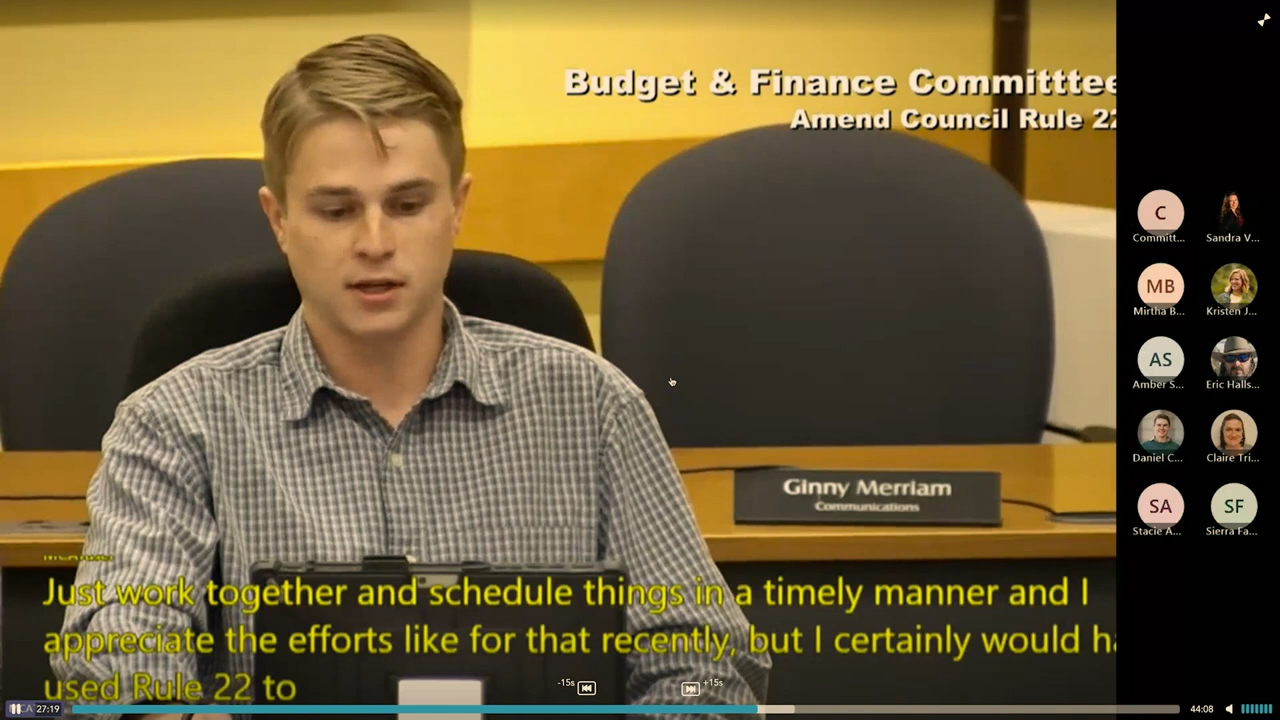 Budget & Finance Committtee
Amend Council Rule 22
C
Committ...
Sandra V...
MB
Mirtha B...
Kristen J...
AS
Amber S...
Eric Halls...
Daniel C...
Claire Tri...
SA
Stacie A...
SF
Sierra Fa...
Ginny Merriam
Communications
Just work together and schedule things in a timely manner and I
appreciate the efforts like for that recently, but I certainly would ha
used Rule 22 to
-15s
+15s
27:19
44:08